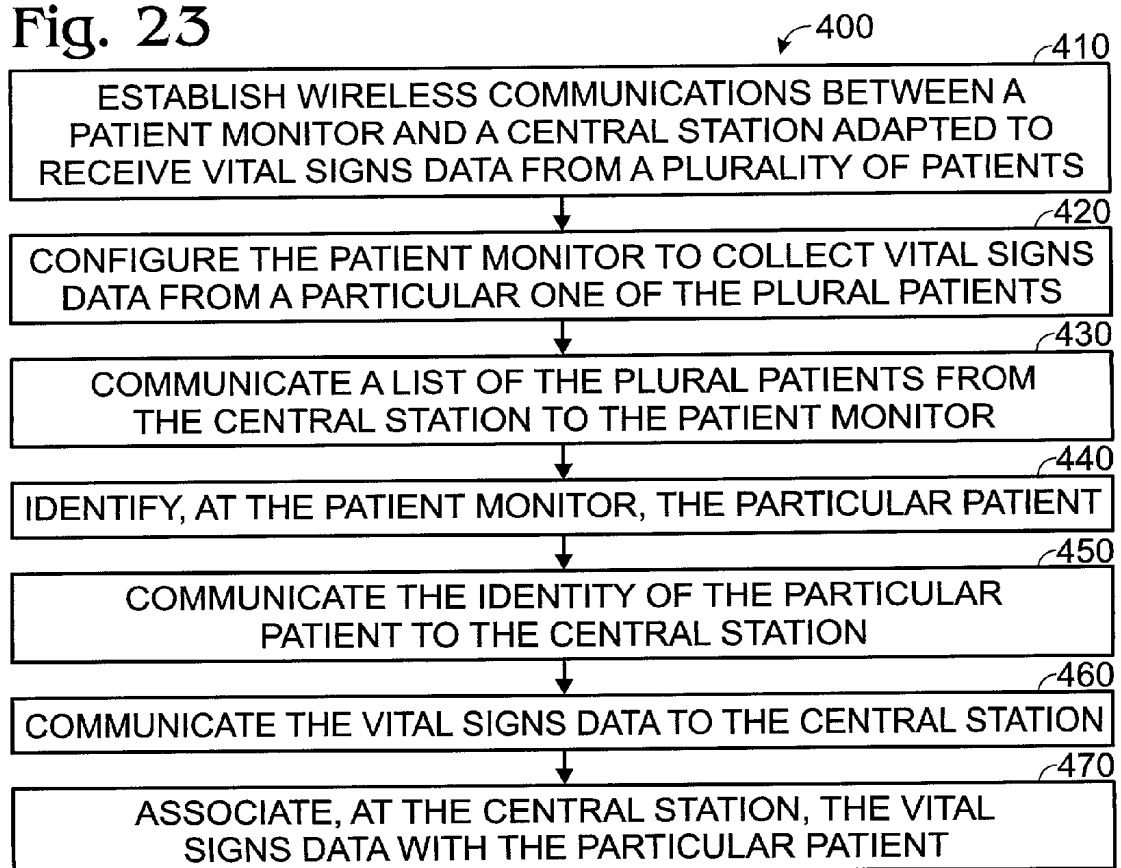 Fig. 23
400
410
ESTABLISH WIRELESS COMMUNICATIONS BETWEEN A
PATIENT MONITOR AND A CENTRAL STATION ADAPTED TO
RECEIVE VITAL SIGNS DATA FROM A PLURALITY OF PATIENTS
420
CONFIGURE THE PATIENT MONITOR TO COLLECT VITAL SIGNS
DATA FROM A PARTICULAR ONE OF THE PLURAL PATIENTS
430
COMMUNICATE A LIST OF THE PLURAL PATIENTS FROM
THE CENTRAL STATION TO THE PATIENT MONITOR
440
IDENTIFY, AT THE PATIENT MONITOR, THE PARTICULAR PATIENT
450
COMMUNICATE THE IDENTITY OF THE PARTICULAR
PATIENT TO THE CENTRAL STATION
460
COMMUNICATE THE VITAL SIGNS DATA TO THE CENTRAL STATION
470
ASSOCIATE, AT THE CENTRAL STATION, THE VITAL
SIGNS DATA WITH THE PARTICULAR PATIENT